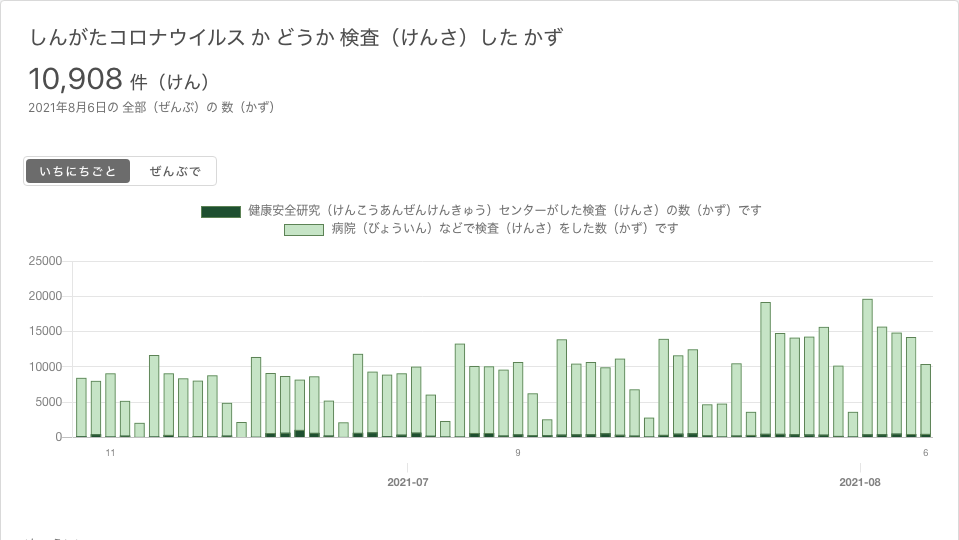 しんがたコロナウイルス か どうか 検査（けんさ）した かず
10,908 件（けん）
2021年8月6日の 全部（ぜんぶ）の 数（かず）
いちにちごと
ぜんぶで
健康安全研究（けんこうあんぜんけんきゅう）センターがした検査（けんさ）の数（かず）です
病院（びょういん）などで検査（けんさ）をした数（かず）です
25000
20000
15000
10000
5000
0
11
9
6
2021-07
2021-08